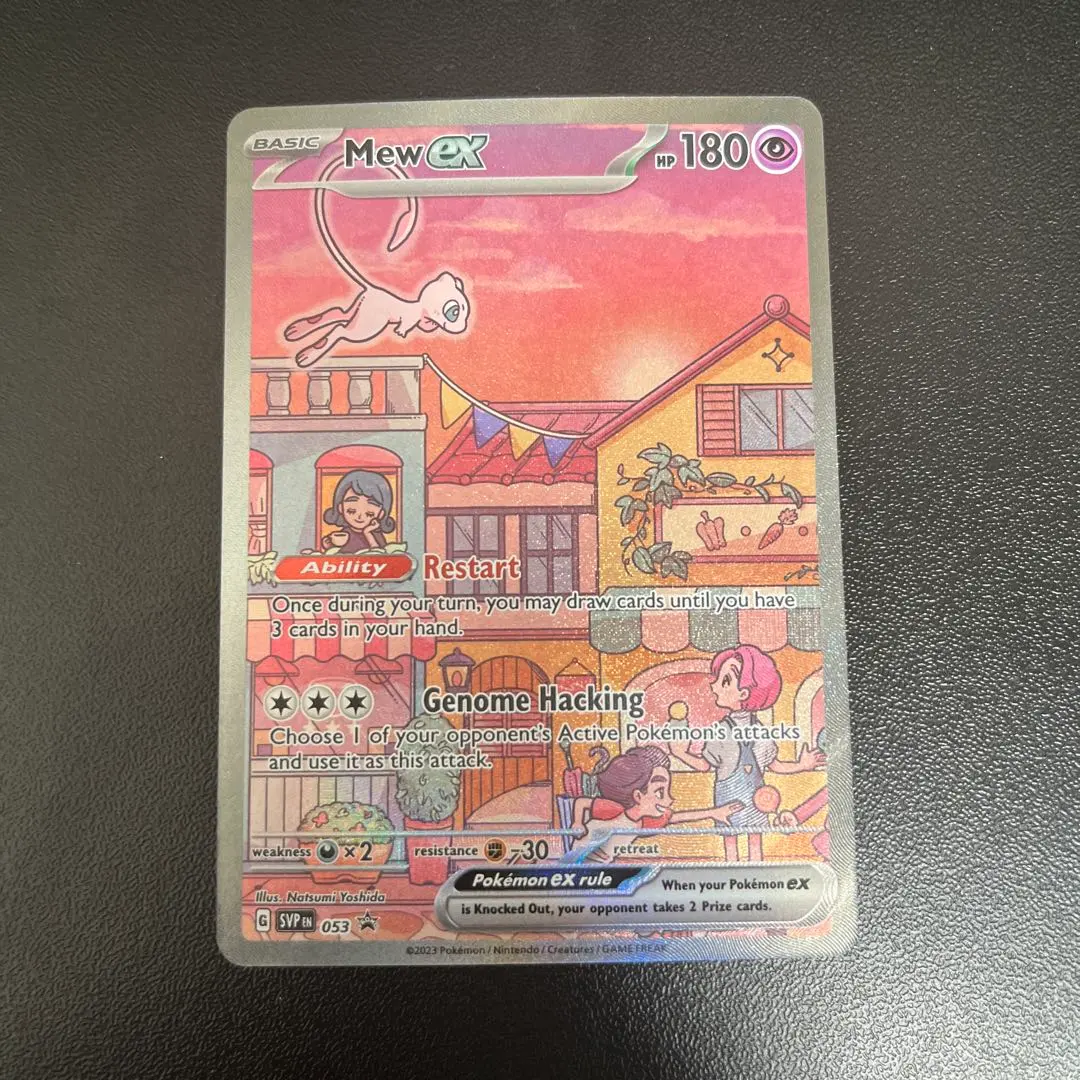 BASIC Mew ex HP 180
Ability Restart
Once during your turn, you may draw cards until you have
3 cards in your hand.
Genome Hacking
Choose 1 of your opponent's Active Pokémon's attacks
and use it as this attack.
weakness ×2 resistance -30 retreat
Pokémon ex rule When your Pokémon ex
is Knocked Out, your opponent takes 2 Prize cards.
Illus. Natsumi Yoshida
G SVP EN 053
©2023 Pokémon / Nintendo / Creatures / GAME FREAK